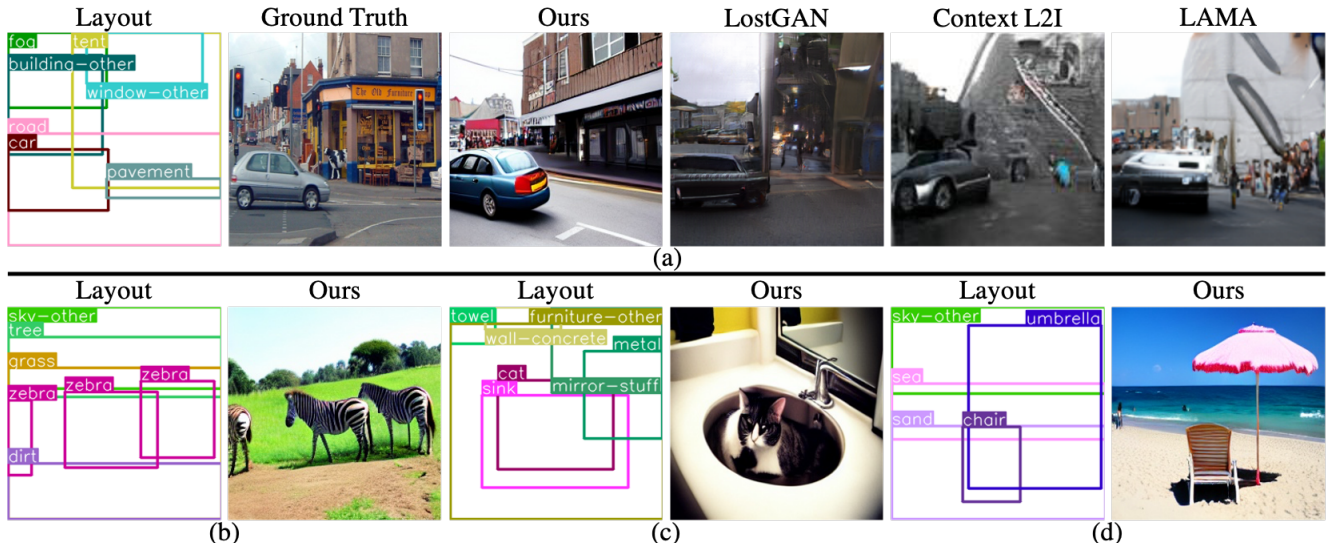 Layout
Ground Truth
Ours
LostGAN
Context L2I
LAMA
fog
tent
building-other
window-other
road
car
pavement
The Old Furniture Shop
(a)
Layout
Ours
Layout
Ours
Layout
Ours
sky-other
tree
grass
zebra
zebra
zebra
dirt
towel
furniture-other
wall-concrete
metal
cat
mirror-stuff
sink
sky-other
umbrella
sea
sand
chair
(b)
(c)
(d)